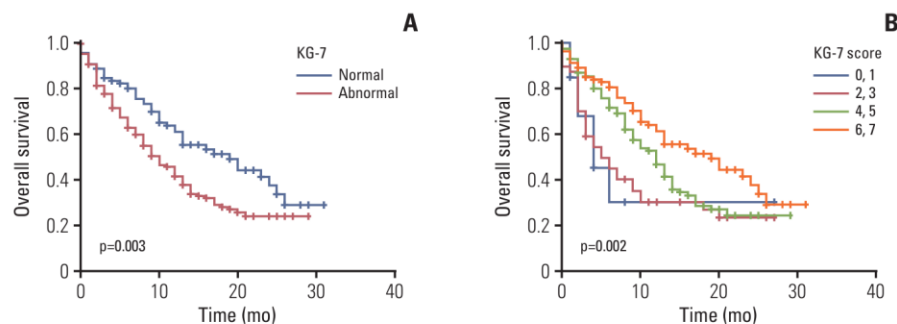 A
KG-7
Normal
Abnormal
Overall survival
1.0
0.8
0.6
0.4
0.2
0
p=0.003
0
10
20
30
40
Time (mo)
B
KG-7 score
0, 1
2, 3
4, 5
6, 7
Overall survival
1.0
0.8
0.6
0.4
0.2
0
p=0.002
0
10
20
30
40
Time (mo)